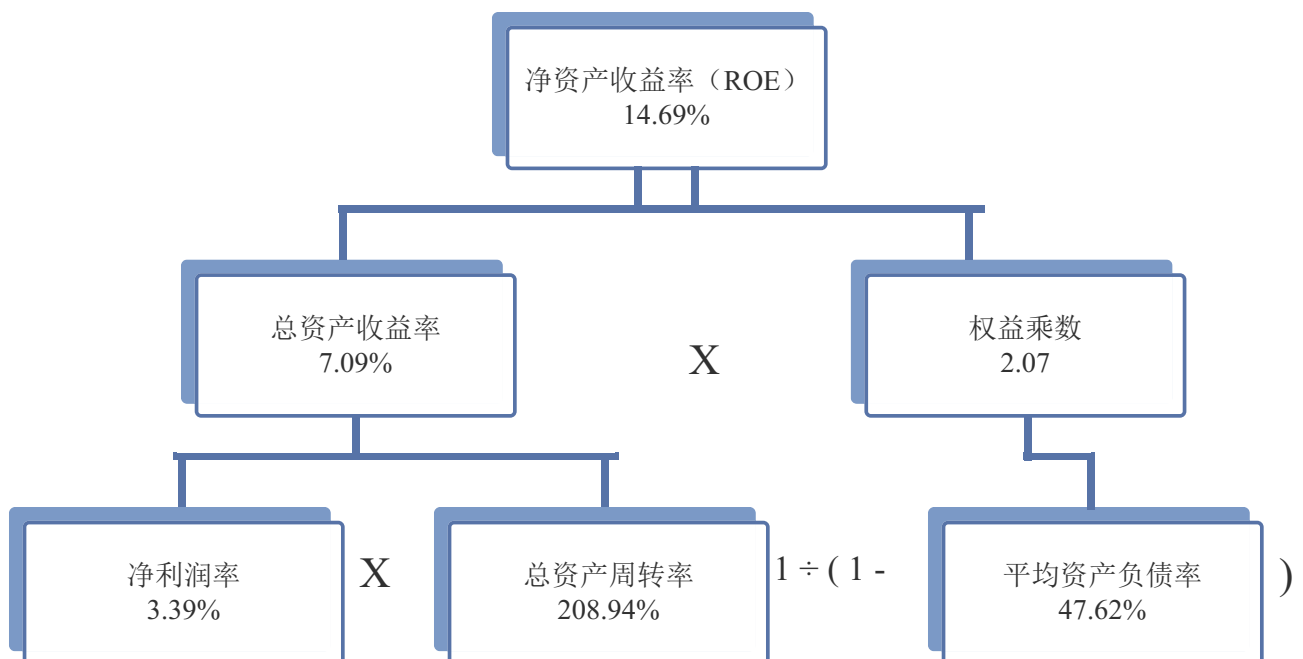 净资产收益率（ROE）
14.69%
总资产收益率
7.09%
X
权益乘数
2.07
净利润率
3.39%
X
总资产周转率
208.94%
1 ÷ ( 1 -
平均资产负债率
47.62%
)